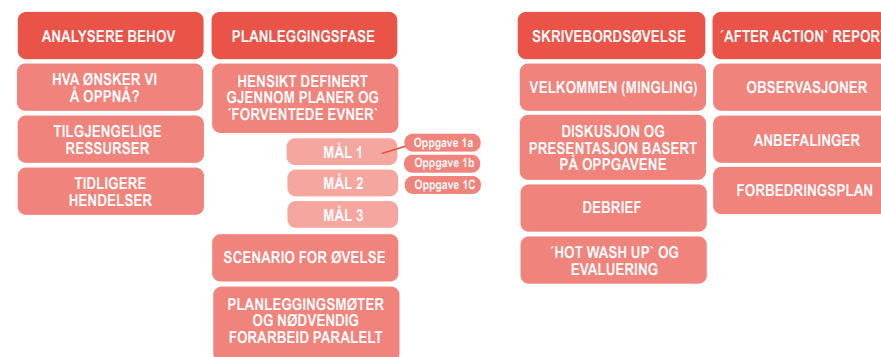 ANALYSERE BEHOV
HVA ØNSKER VI
Å OPPNÅ?
TILGJENGELIGE
RESSURSER
TIDLIGERE
HENDELSER
PLANLEGGINGSFASE
HENSIKT DEFINERT
GJENNOM PLANER OG
´FORVENTEDE EVNER`
MÅL 1
Oppgave 1a
Oppgave 1b
MÅL 2
Oppgave 1C
MÅL 3
SCENARIO FOR ØVELSE
PLANLEGGINGSMØTER
OG NØDVENDIG
FORARBEID PARALELT
SKRIVEBORDSØVELSE
VELKOMMEN (MINGLING)
DISKUSJON OG
PRESENTASJON BASERT
PÅ OPPGAVENE
DEBRIEF
´HOT WASH UP` OG
EVALUERING
´AFTER ACTION` REPOR
OBSERVASJONER
ANBEFALINGER
FORBEDRINGSPLAN